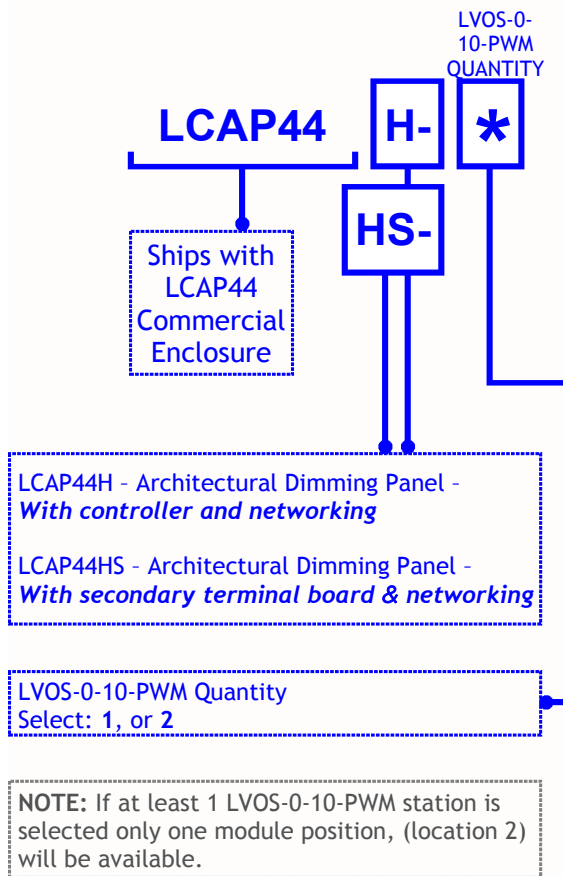 LVOS-0-
10-PWM
QUANTITY
LCAP44 H- *
HS-
Ships with
LCAP44
Commercial
Enclosure
LCAP44H – Architectural Dimming Panel –
With controller and networking
LCAP44HS – Architectural Dimming Panel –
With secondary terminal board & networking
LVOS-0-10-PWM Quantity
Select: 1, or 2
NOTE: If at least 1 LVOS-0-10-PWM station is
selected only one module position, (location 2)
will be available.